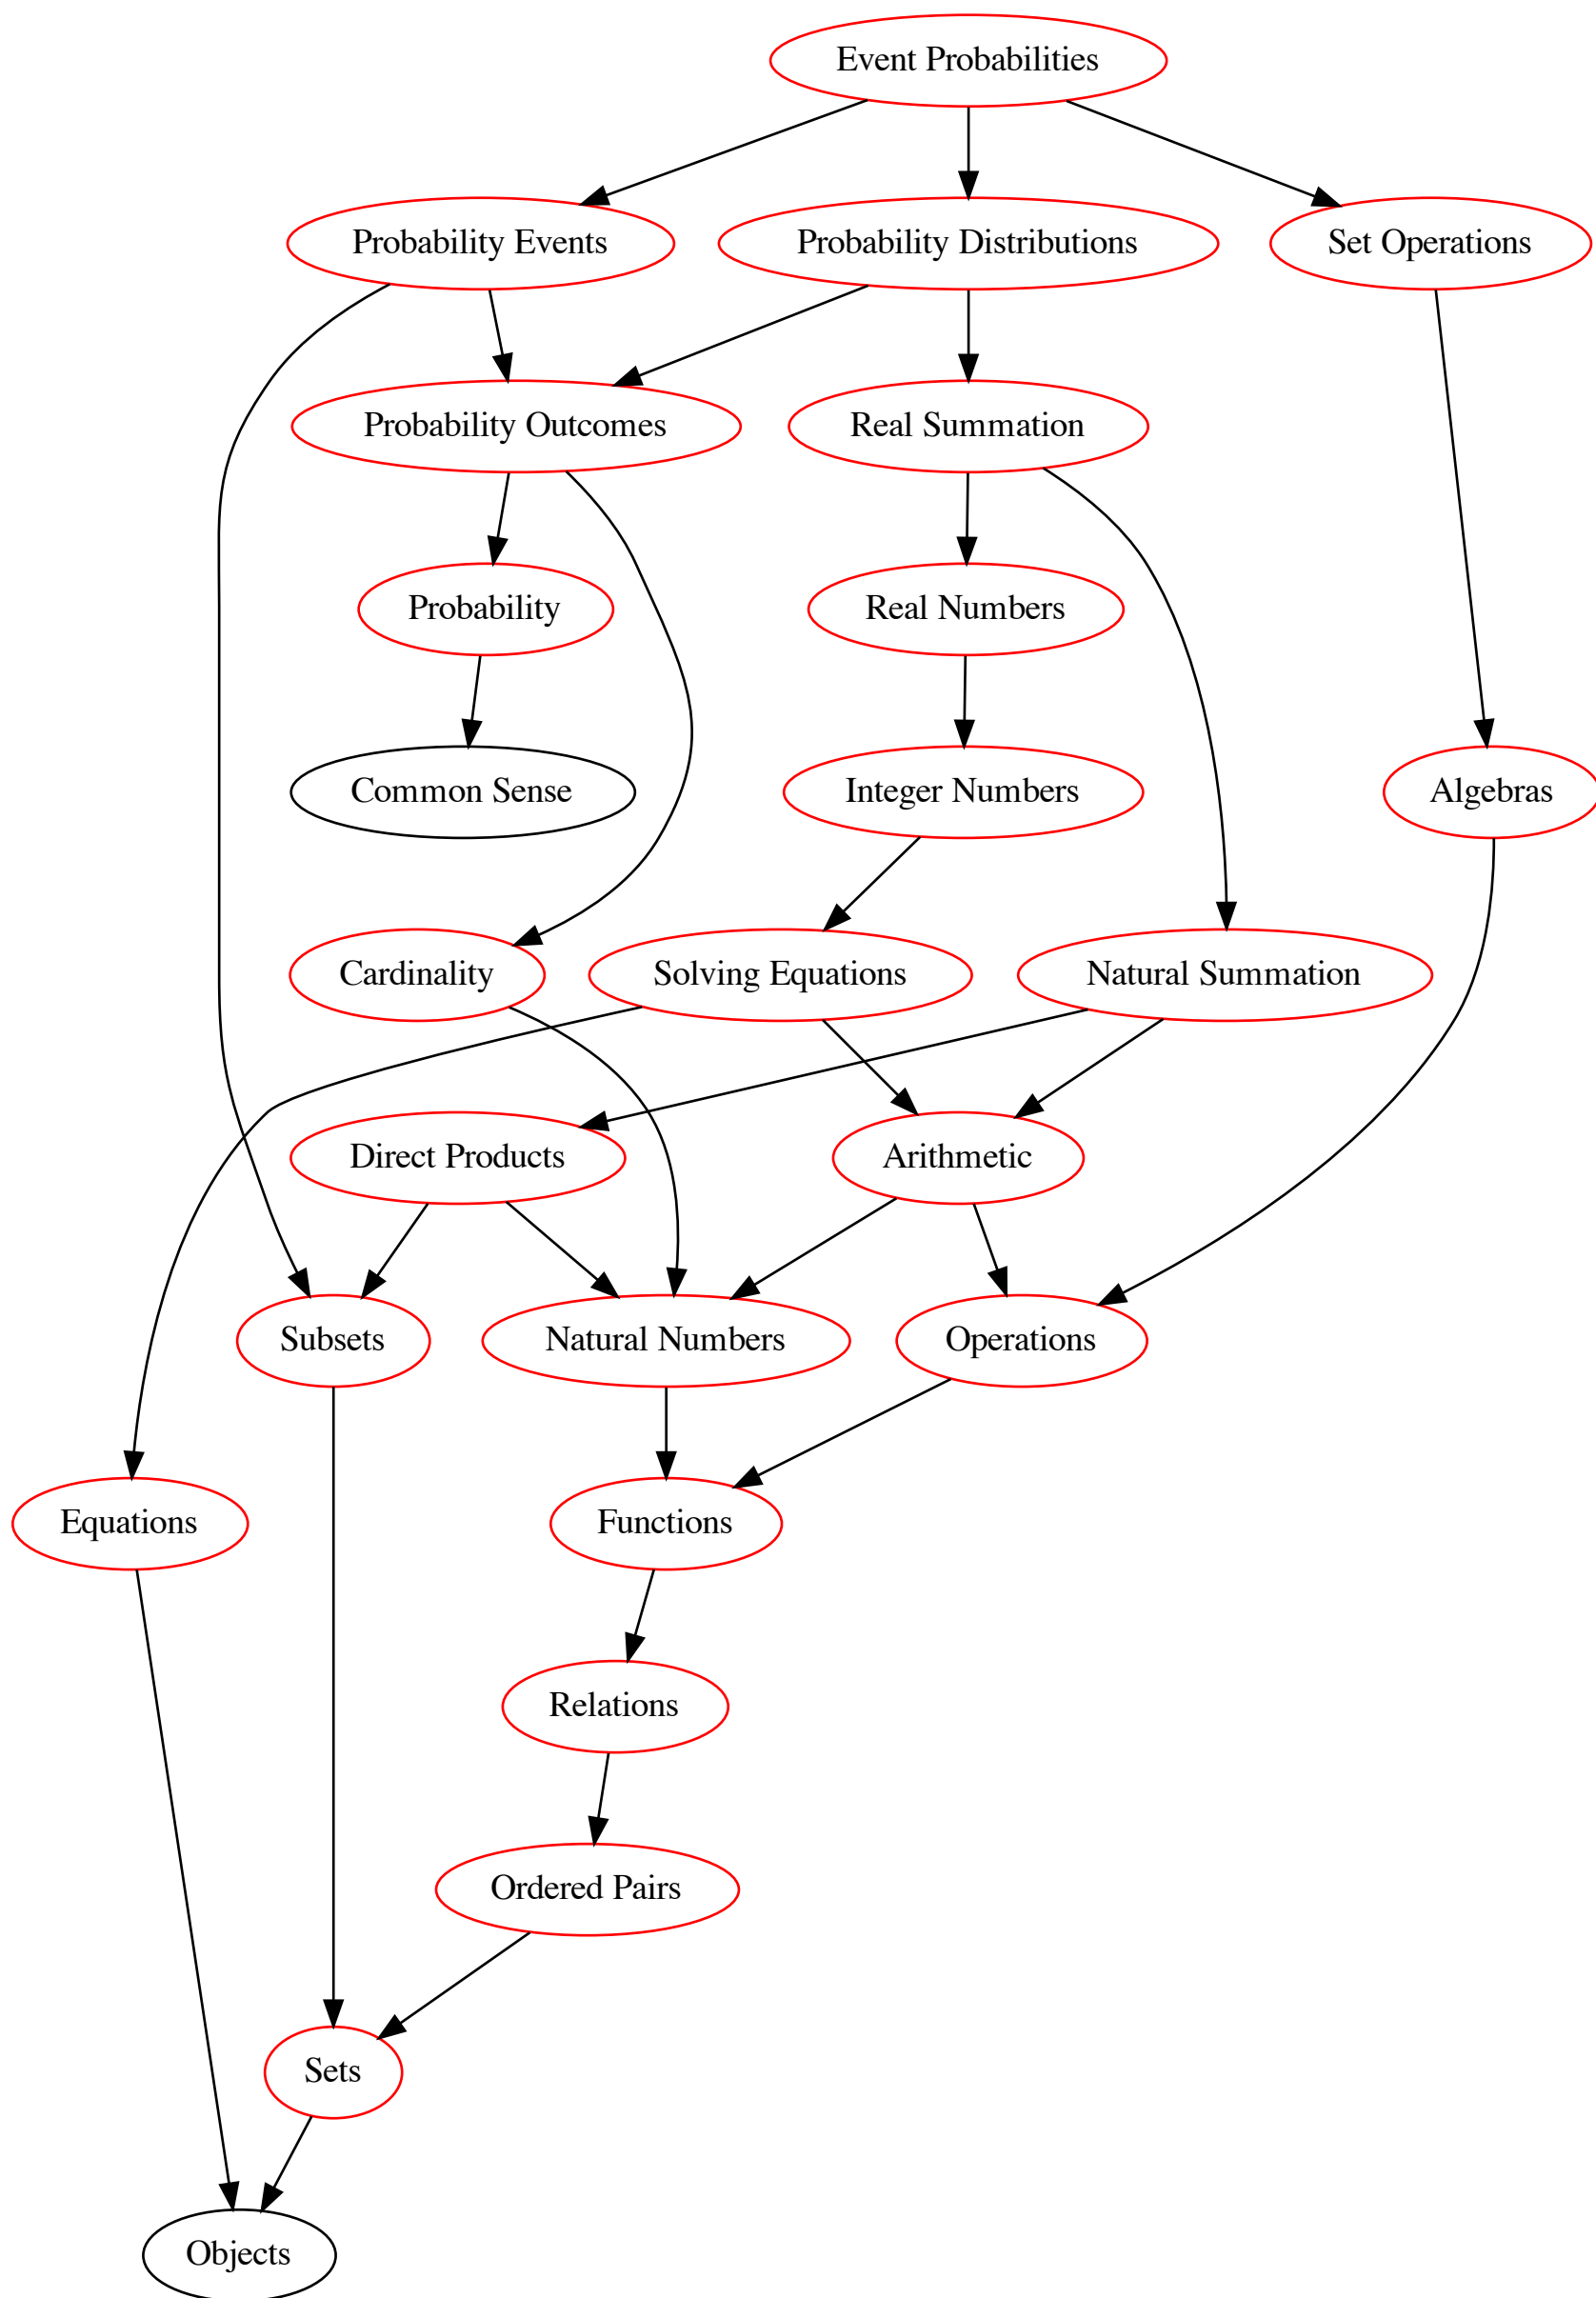 Event Probabilities
Probability Events
Probability Distributions
Set Operations
Probability Outcomes
Real Summation
Probability
Real Numbers
Common Sense
Integer Numbers
Algebras
Cardinality
Solving Equations
Natural Summation
Direct Products
Arithmetic
Subsets
Natural Numbers
Operations
Equations
Functions
Relations
Ordered Pairs
Sets
Objects